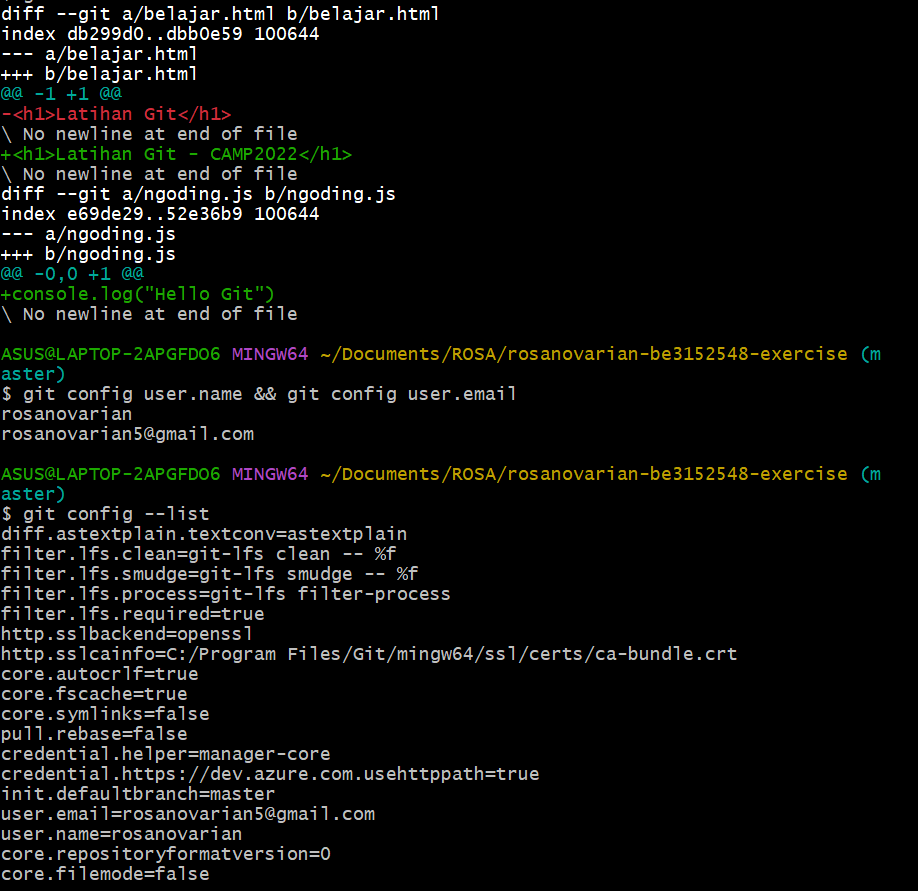 diff --git a/belajar.html b/belajar.html
index db299d0..dbb0e59 100644
--- a/belajar.html
+++ b/belajar.html
@@ -1 +1 @@
-<h1>Latihan Git</h1>
\ No newline at end of file
+<h1>Latihan Git - CAMP2022</h1>
\ No newline at end of file
diff --git a/ngoding.js b/ngoding.js
index e69de29..52e36b9 100644
--- a/ngoding.js
+++ b/ngoding.js
@@ -0,0 +1 @@
+console.log("Hello Git")
\ No newline at end of file
ASUS@LAPTOP-2APGFDO6 MINGW64 ~/Documents/ROSA/rosanovarian-be3152548-exercise (m
aster)
$ git config user.name && git config user.email
rosanovarian
rosanovarian5@gmail.com
ASUS@LAPTOP-2APGFDO6 MINGW64 ~/Documents/ROSA/rosanovarian-be3152548-exercise (m
aster)
$ git config --list
diff.astextplain.textconv=astextplain
filter.lfs.clean=git-lfs clean -- %f
filter.lfs.smudge=git-lfs smudge -- %f
filter.lfs.process=git-lfs filter-process
filter.lfs.required=true
http.sslbackend=openssl
http.sslcainfo=C:/Program Files/Git/mingw64/ssl/certs/ca-bundle.crt
core.autocrlf=true
core.fscache=true
core.symlinks=false
pull.rebase=false
credential.helper=manager-core
credential.https://dev.azure.com.usehttppath=true
init.defaultbranch=master
user.email=rosanovarian5@gmail.com
user.name=rosanovarian
core.repositoryformatversion=0
core.filemode=false